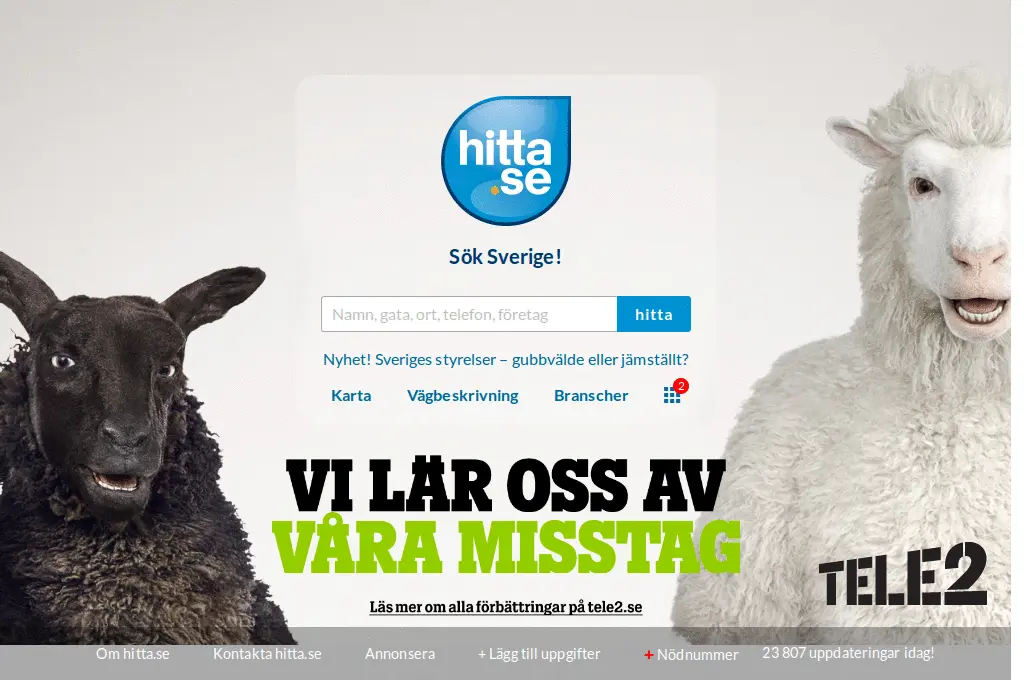 hitta
.se
Sök Sverige!
Namn, gata, ort, telefon, företag
hitta
Nyhet! Sveriges styrelser – gubbvälde eller jämställt?
Karta Vägbeskrivning Branscher 2
VI LÄR OSS AV
VÅRA MISSTAG
TELE2
Läs mer om alla förbättringar på tele2.se
Om hitta.se Kontakta hitta.se Annonsera + Lägg till uppgifter + Nödnummer 23 807 uppdateringar idag!